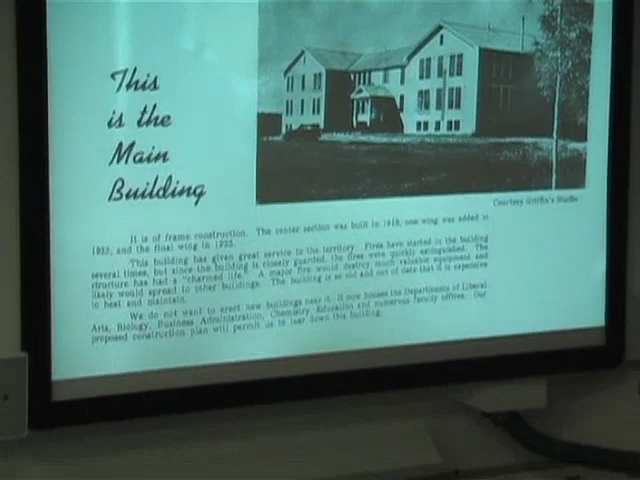 This
is the
Main
Building
Courtesy Griffin's Studio
It is of frame construction. The center section was built in 1918, one wing was added in
1923, and the final wing in 1925.
This building has given great service to the territory. Fires have started in the building
several times, but since the building is closely guarded, the fires were quickly extinguished. The
structure has had a "charmed life." A major fire would destroy much valuable equipment and
likely would spread to other buildings. The building is so old and out of date that it is expensive
to heat and maintain.
We do not want to erect new buildings near it. It now houses the Departments of Liberal
Arts, Biology, Business Administration, Chemistry, Education and numerous faculty offices. Our
proposed construction plan will permit us to tear down this building.